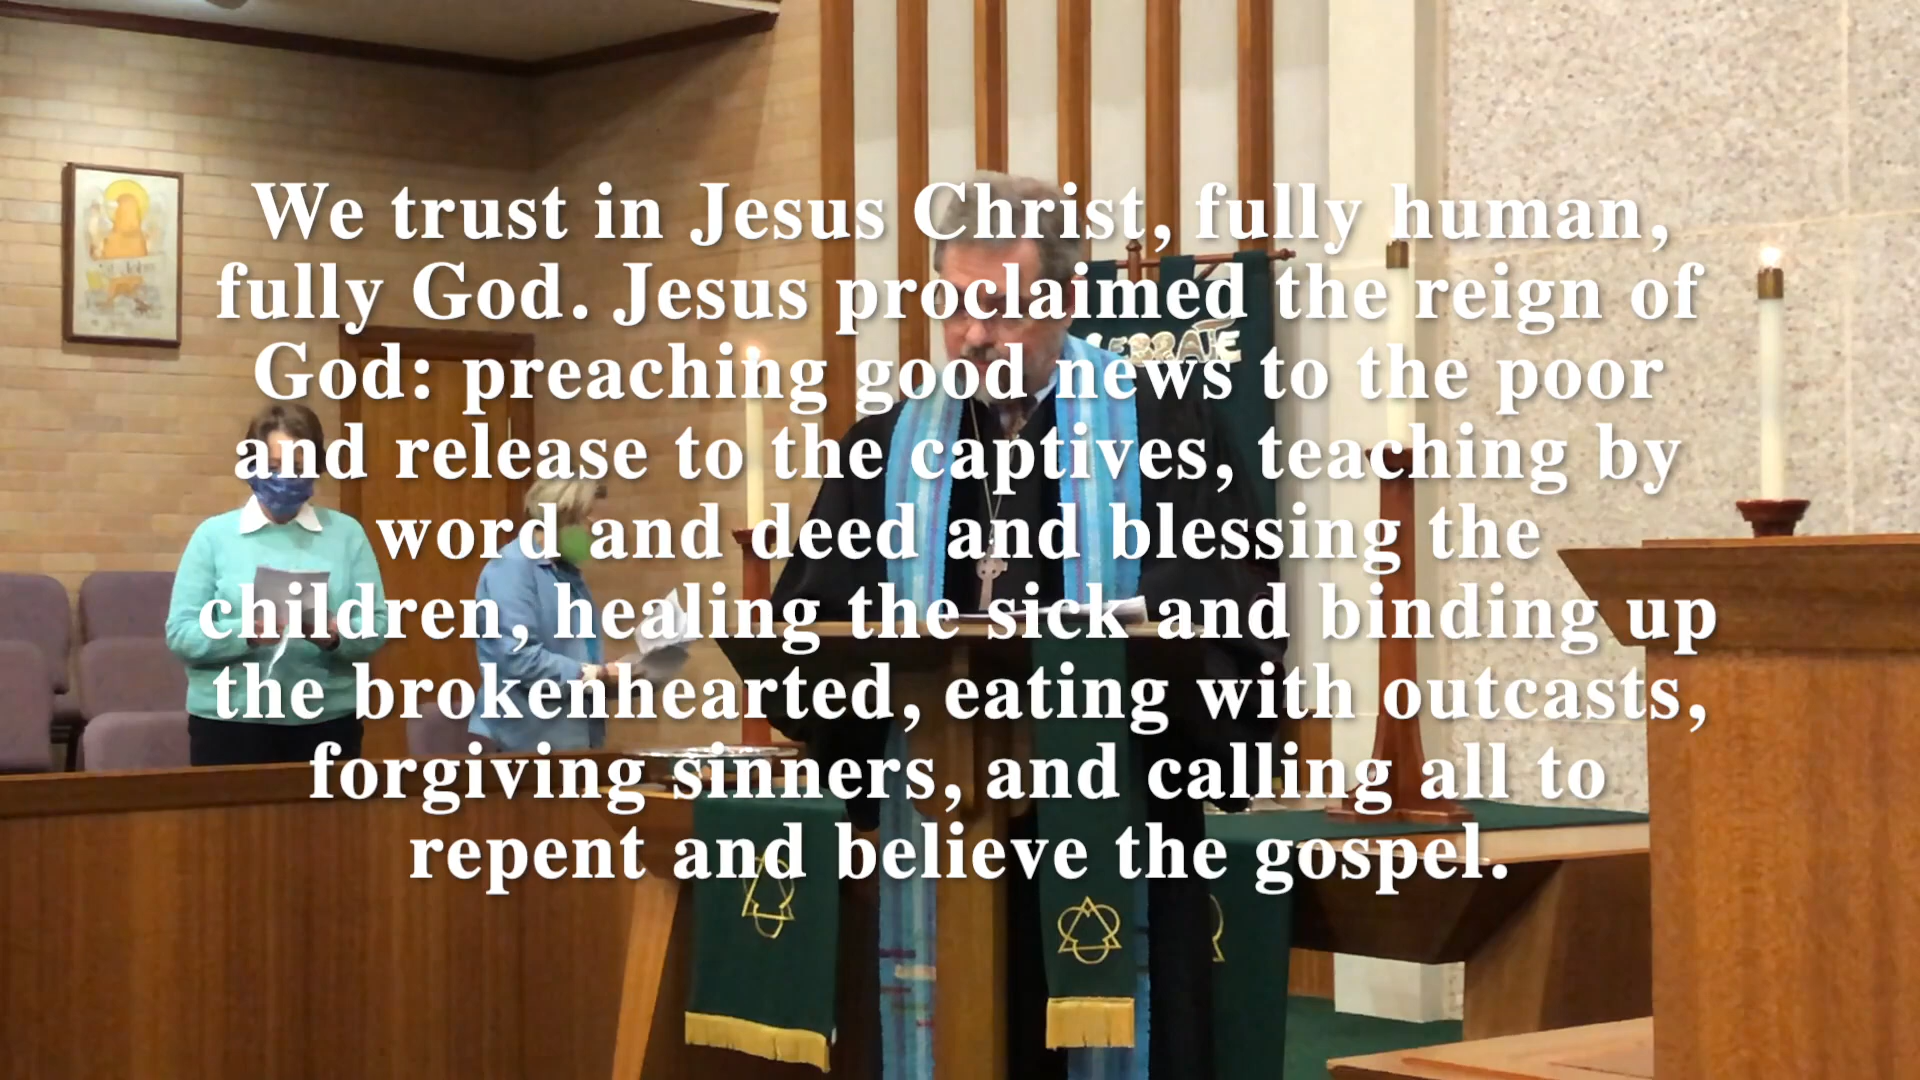 We trust in Jesus Christ, fully human,
fully God. Jesus proclaimed the reign of
God: preaching good news to the poor
and release to the captives, teaching by
word and deed and blessing the
children, healing the sick and binding up
the brokenhearted, eating with outcasts,
forgiving sinners, and calling all to
repent and believe the gospel.